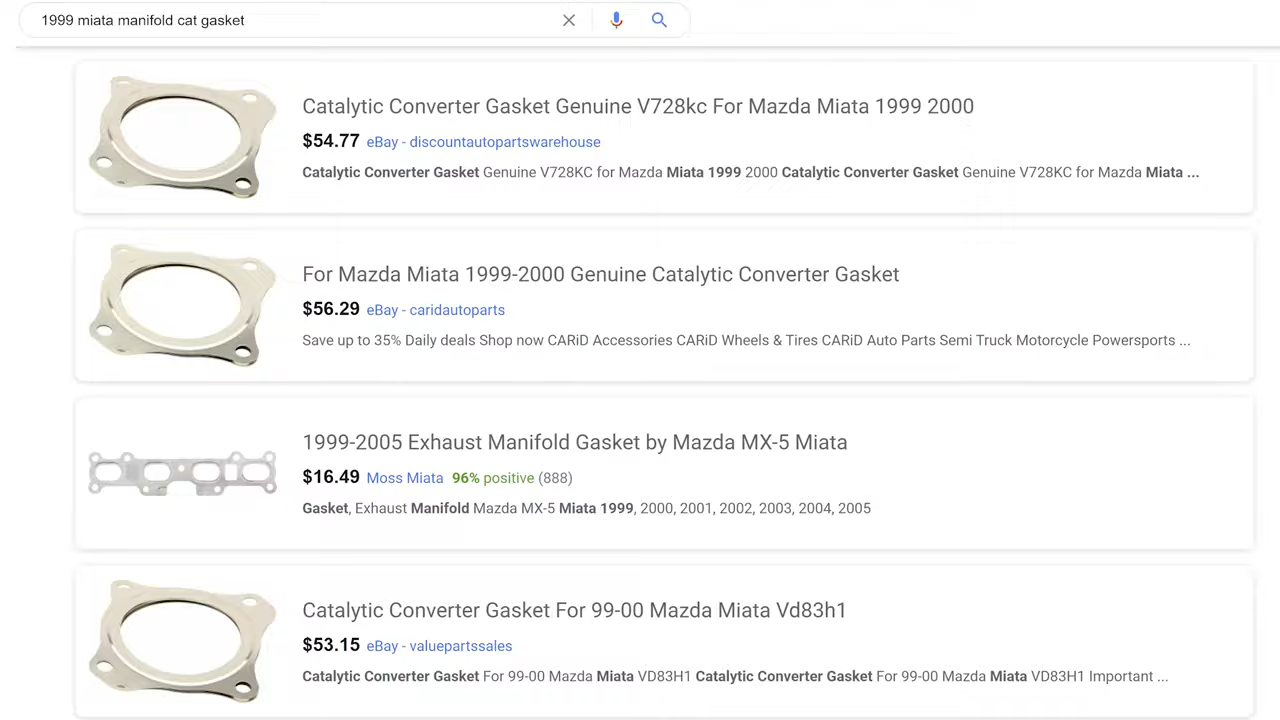 1999 miata manifold cat gasket
Catalytic Converter Gasket Genuine V728kc For Mazda Miata 1999 2000
$54.77 eBay - discountautopartswarehouse
Catalytic Converter Gasket Genuine V728KC for Mazda Miata 1999 2000 Catalytic Converter Gasket Genuine V728KC for Mazda Miata ...
For Mazda Miata 1999-2000 Genuine Catalytic Converter Gasket
$56.29 eBay - caridautoparts
Save up to 35% Daily deals Shop now CARiD Accessories CARiD Wheels & Tires CARiD Auto Parts Semi Truck Motorcycle Powersports ...
1999-2005 Exhaust Manifold Gasket by Mazda MX-5 Miata
$16.49 Moss Miata 96% positive (888)
Gasket, Exhaust Manifold Mazda MX-5 Miata 1999, 2000, 2001, 2002, 2003, 2004, 2005
Catalytic Converter Gasket For 99-00 Mazda Miata Vd83h1
$53.15 eBay - valuepartssales
Catalytic Converter Gasket For 99-00 Mazda Miata VD83H1 Catalytic Converter Gasket For 99-00 Mazda Miata VD83H1 Important ...